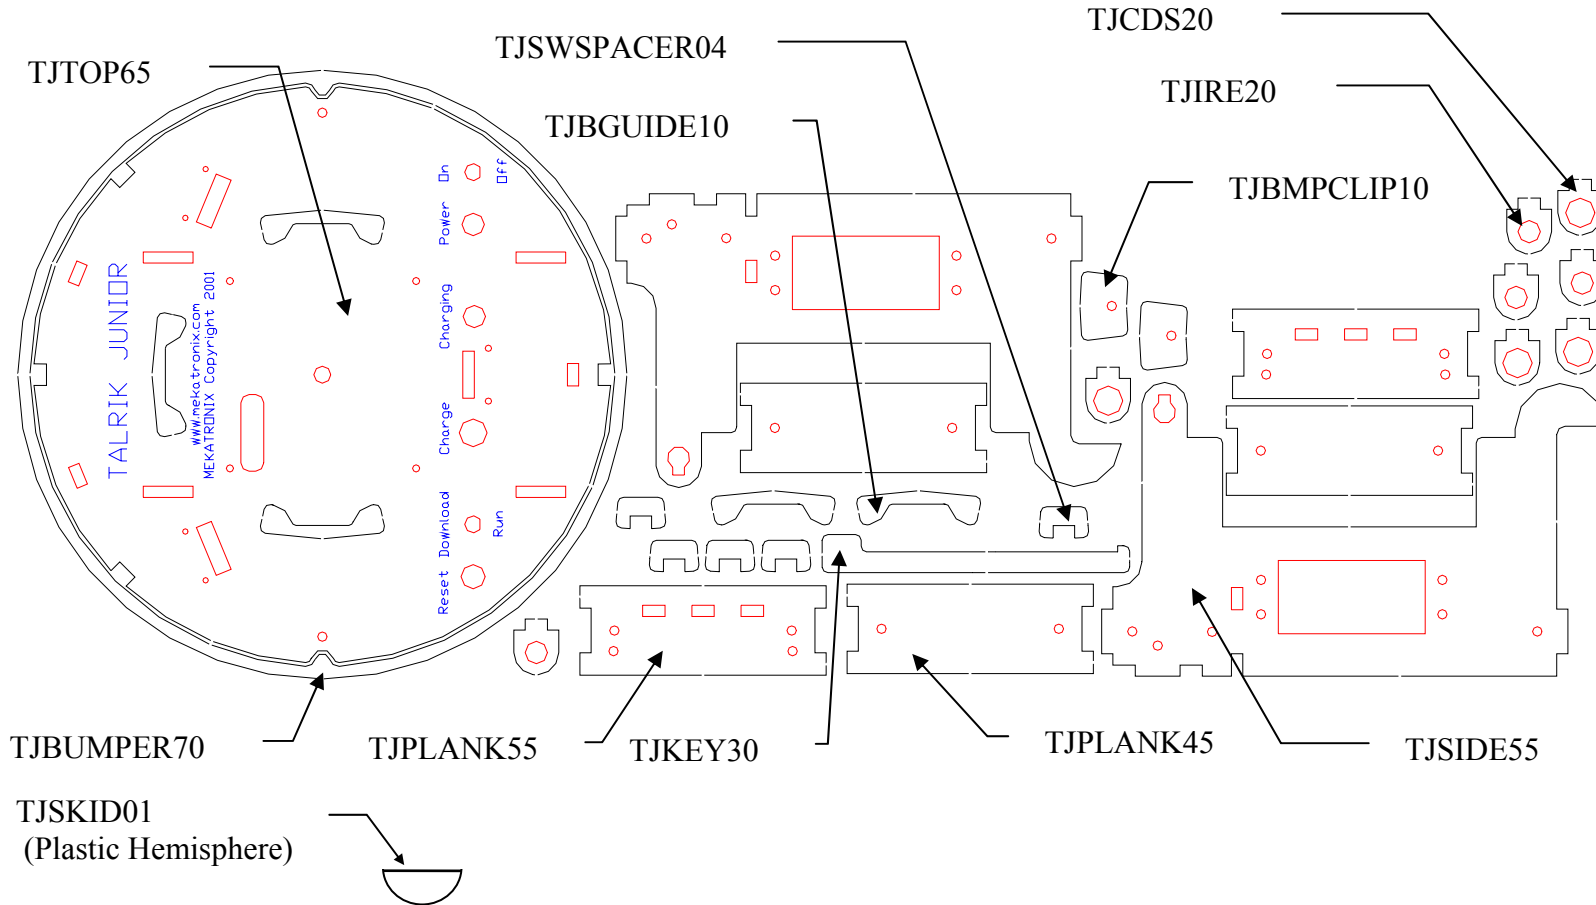 TJCDS20
TJSWSPACER04
TJTOP65
TJIRE20
TJBGUIDE10
TJBMPCLIP10
On
Off
Power
Charging
Charge
Reset Download
Run
TALRIK JUNIOR
www.mekatronix.com
MEKATRONIX Copyright 2001
TJBUMPER70
TJPLANK55
TJKEY30
TJPLANK45
TJSIDE55
TJSKID01
(Plastic Hemisphere)